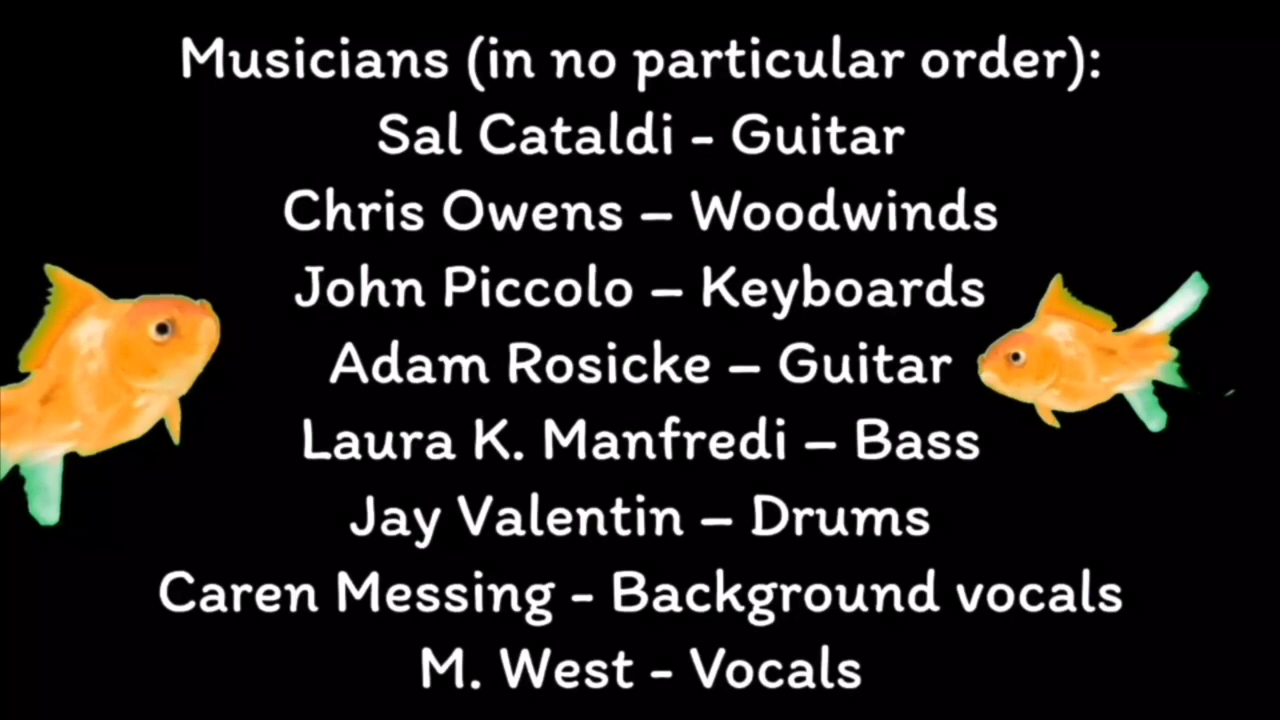 Musicians (in no particular order):
Sal Cataldi - Guitar
Chris Owens – Woodwinds
John Piccolo – Keyboards
Adam Rosicke – Guitar
Laura K. Manfredi – Bass
Jay Valentin – Drums
Caren Messing - Background vocals
M. West - Vocals